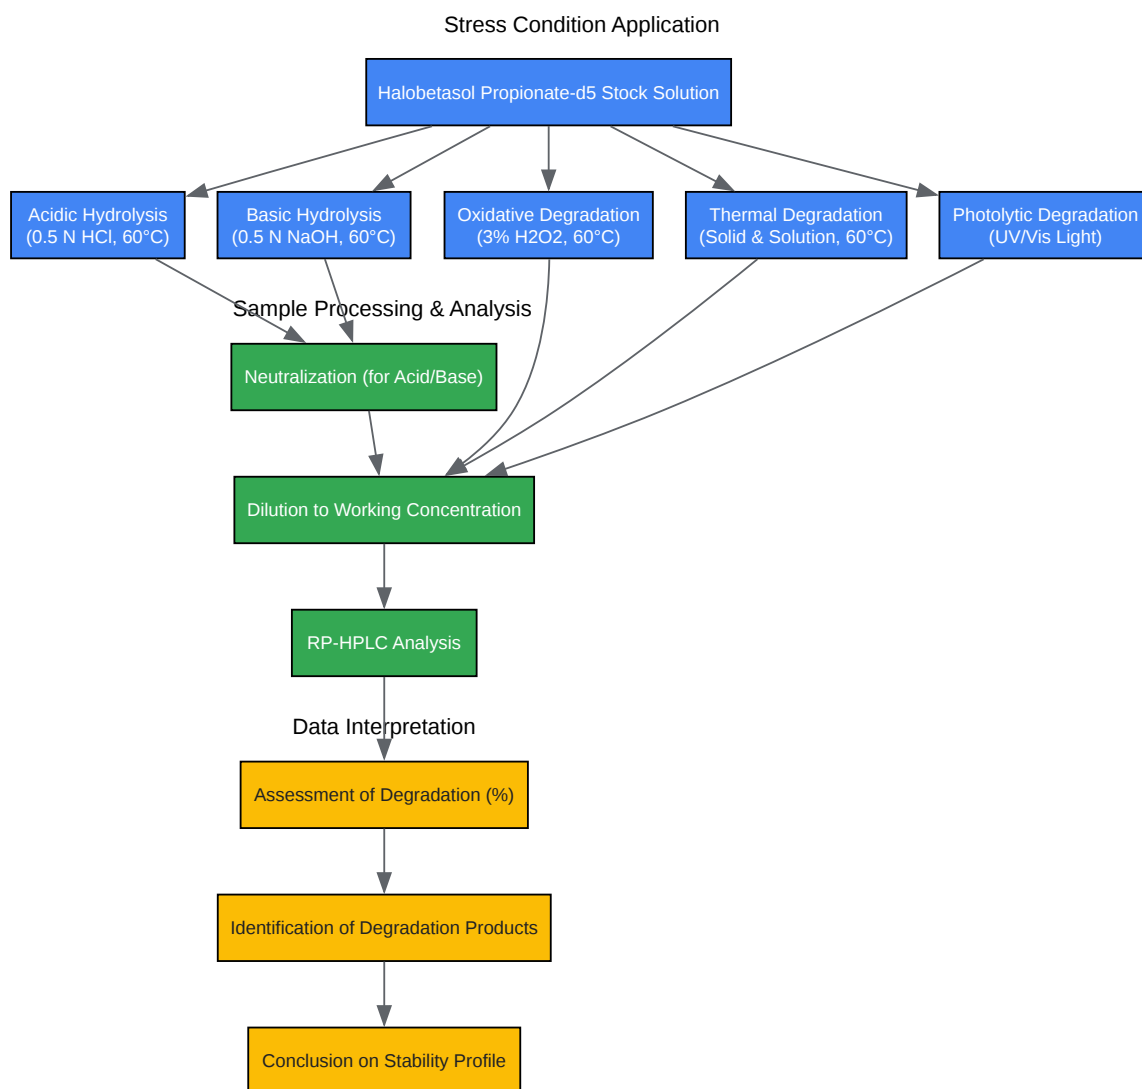 Stress Condition Application
Halobetasol Propionate-d5 Stock Solution
Acidic Hydrolysis
(0.5 N HCl, 60°C)
Basic Hydrolysis
(0.5 N NaOH, 60°C)
Oxidative Degradation
(3% H2O2, 60°C)
Thermal Degradation
(Solid & Solution, 60°C)
Photolytic Degradation
(UV/Vis Light)
Sample Processing & Analysis
Neutralization (for Acid/Base)
Dilution to Working Concentration
RP-HPLC Analysis
Data Interpretation
Assessment of Degradation (%)
Identification of Degradation Products
Conclusion on Stability Profile